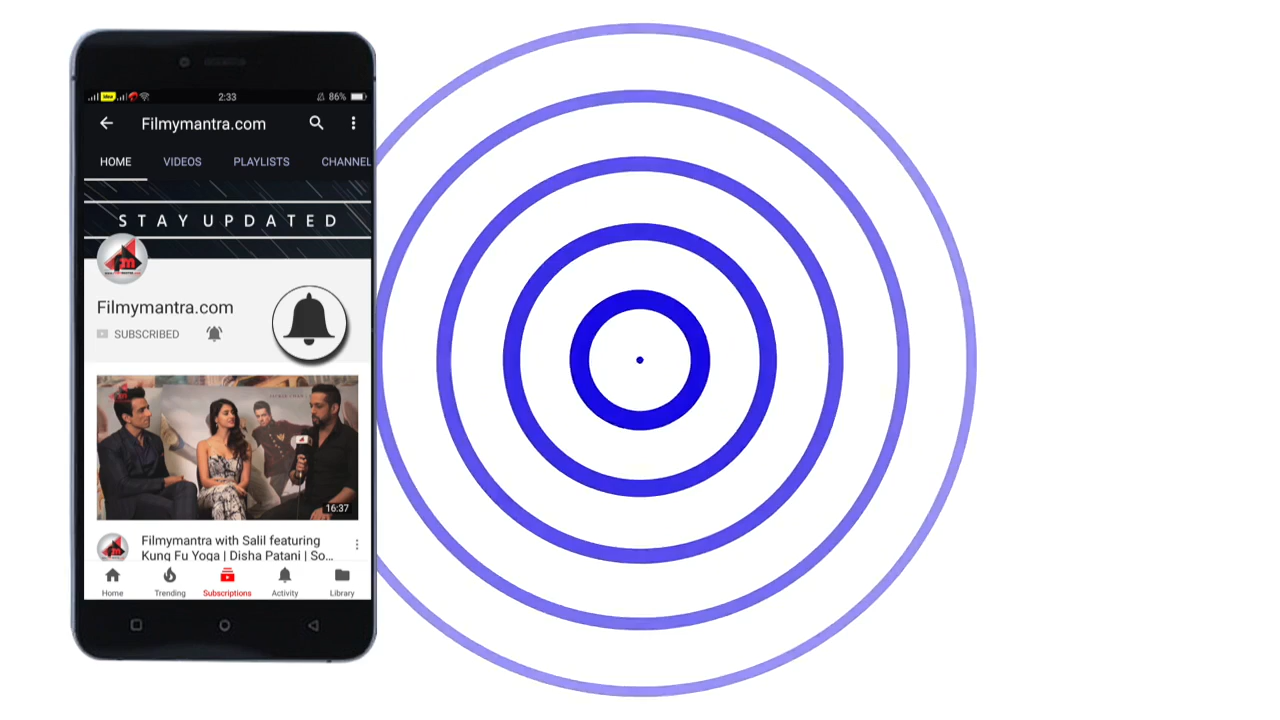 2:33
86%
Filmymantra.com
HOME VIDEOS PLAYLISTS CHANNEL
STAY UPDATED
fm
Filmymantra.com
SUBSCRIBED
16:37
Filmymantra with Salil featuring
Kung Fu Yoga | Disha Patani | So...
Home Trending Subscriptions Activity Library